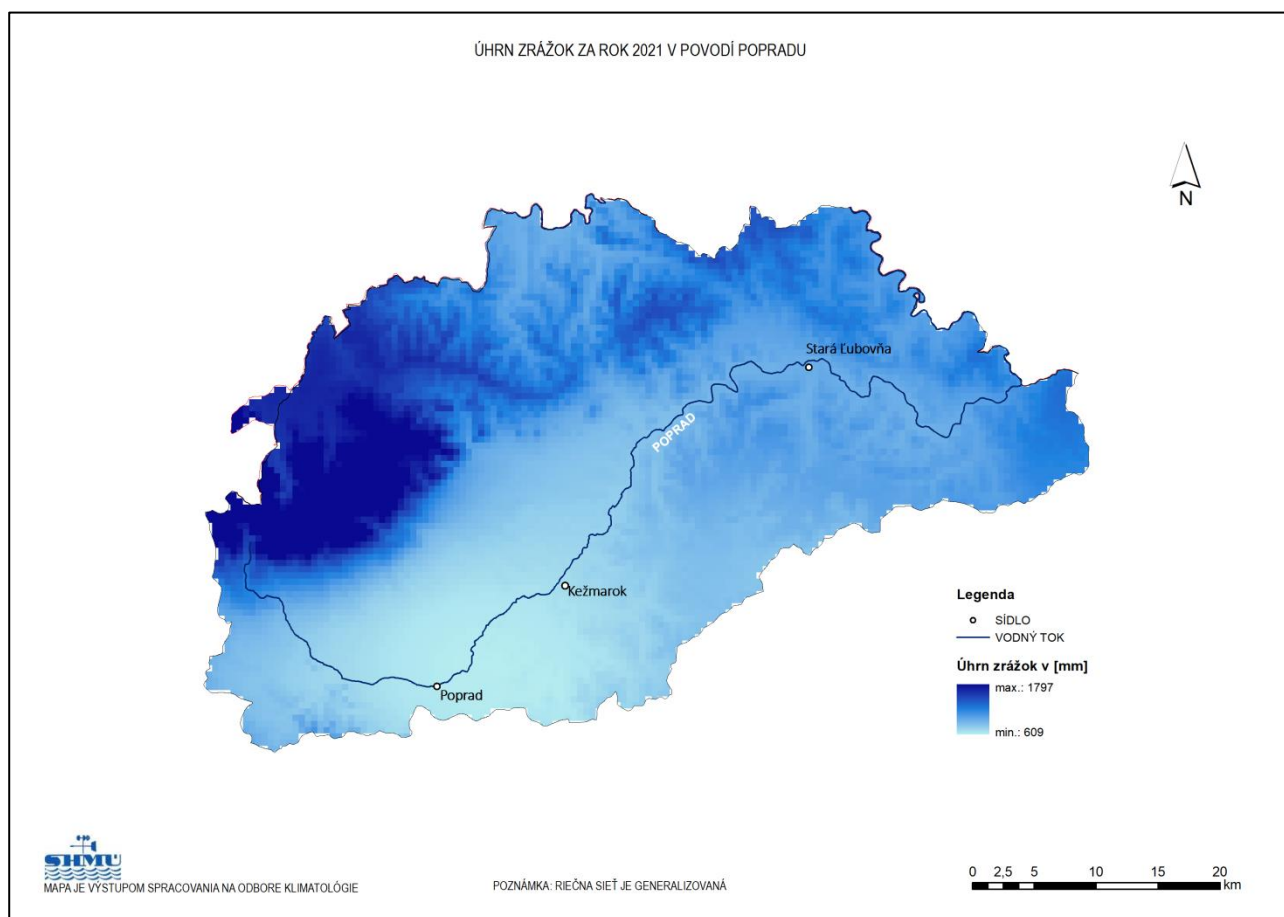 ÚHRN ZRÁŽOK ZA ROK 2021 V POVODÍ POPRADU
N
Stará Ľubovňa
POPRAD
Kežmarok
Poprad
Legenda
SÍDLO
VODNÝ TOK
Úhrn zrážok v [mm]
max.: 1797
min.: 609
SHMÚ
MAPA JE VÝSTUPOM SPRACOVANIA NA ODBORE KLIMATOLÓGIE
POZNÁMKA: RIEČNA SIEŤ JE GENERALIZOVANÁ
0 2,5 5 10 15 20
km